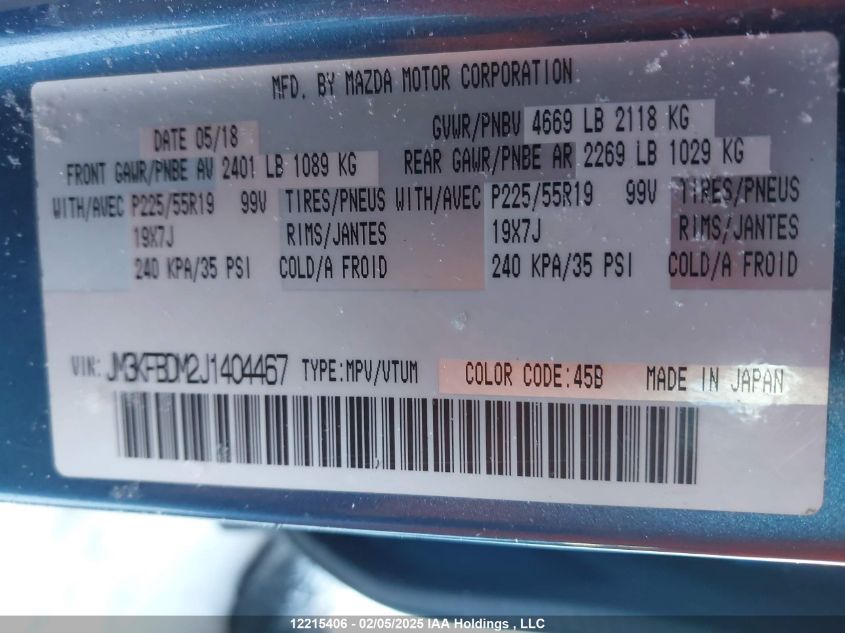 MFD. BY MAZDA MOTOR CORPORATION
DATE 05/18 GVWR/PNBV 4669 LB 2118 KG
FRONT GAWR/PNBE AV 2401 LB 1089 KG REAR GAWR/PNBE AR 2269 LB 1029 KG
WITH/AVEC P225/55R19 99V TIRES/PNEUS WITH/AVEC P225/55R19 99V TIRES/PNEUS
19X7J RIMS/JANTES 19X7J RIMS/JANTES
240 KPA/35 PSI COLD/A FROID 240 KPA/35 PSI COLD/A FROID
VIN: JM3KFBDM2J1404467 TYPE:MPV/VTUM COLOR CODE:45B MADE IN JAPAN
12215406 - 02/05/2025 IAA Holdings , LLC